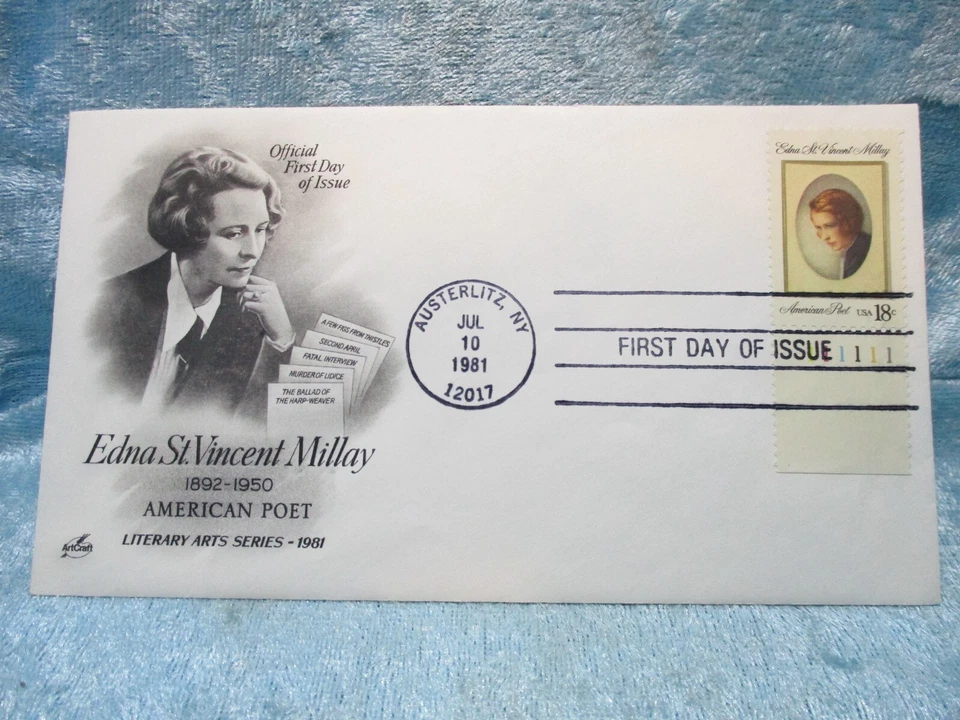 Official
First Day
of Issue
A FEW FIGS FROM THISTLES
SECOND APRIL
FATAL INTERVIEW
MURDER OF LIDICE
THE BALLAD OF
THE HARP-WEAVER
Edna St. Vincent Millay
1892-1950
AMERICAN POET
LITERARY ARTS SERIES - 1981
ArtCraft
AUSTERLITZ, NY
JUL
10
1981
12017
FIRST DAY OF ISSUE
Edna St. Vincent Millay
American Poet USA 18c
1111